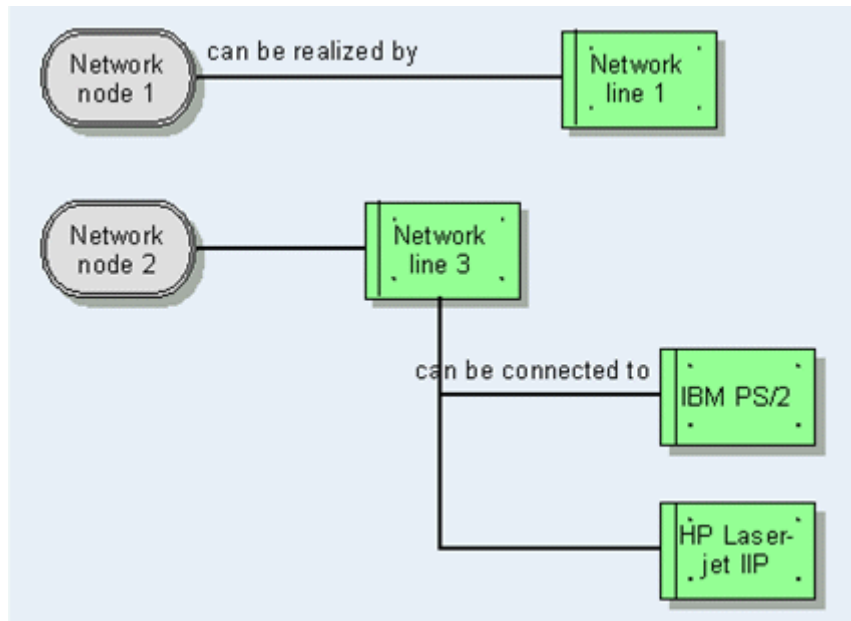 can be realized by
Network
node 1
Network
line 1
Network
node 2
Network
line 3
can be connected to
IBM PS/2
HP Laser-
jet IIP